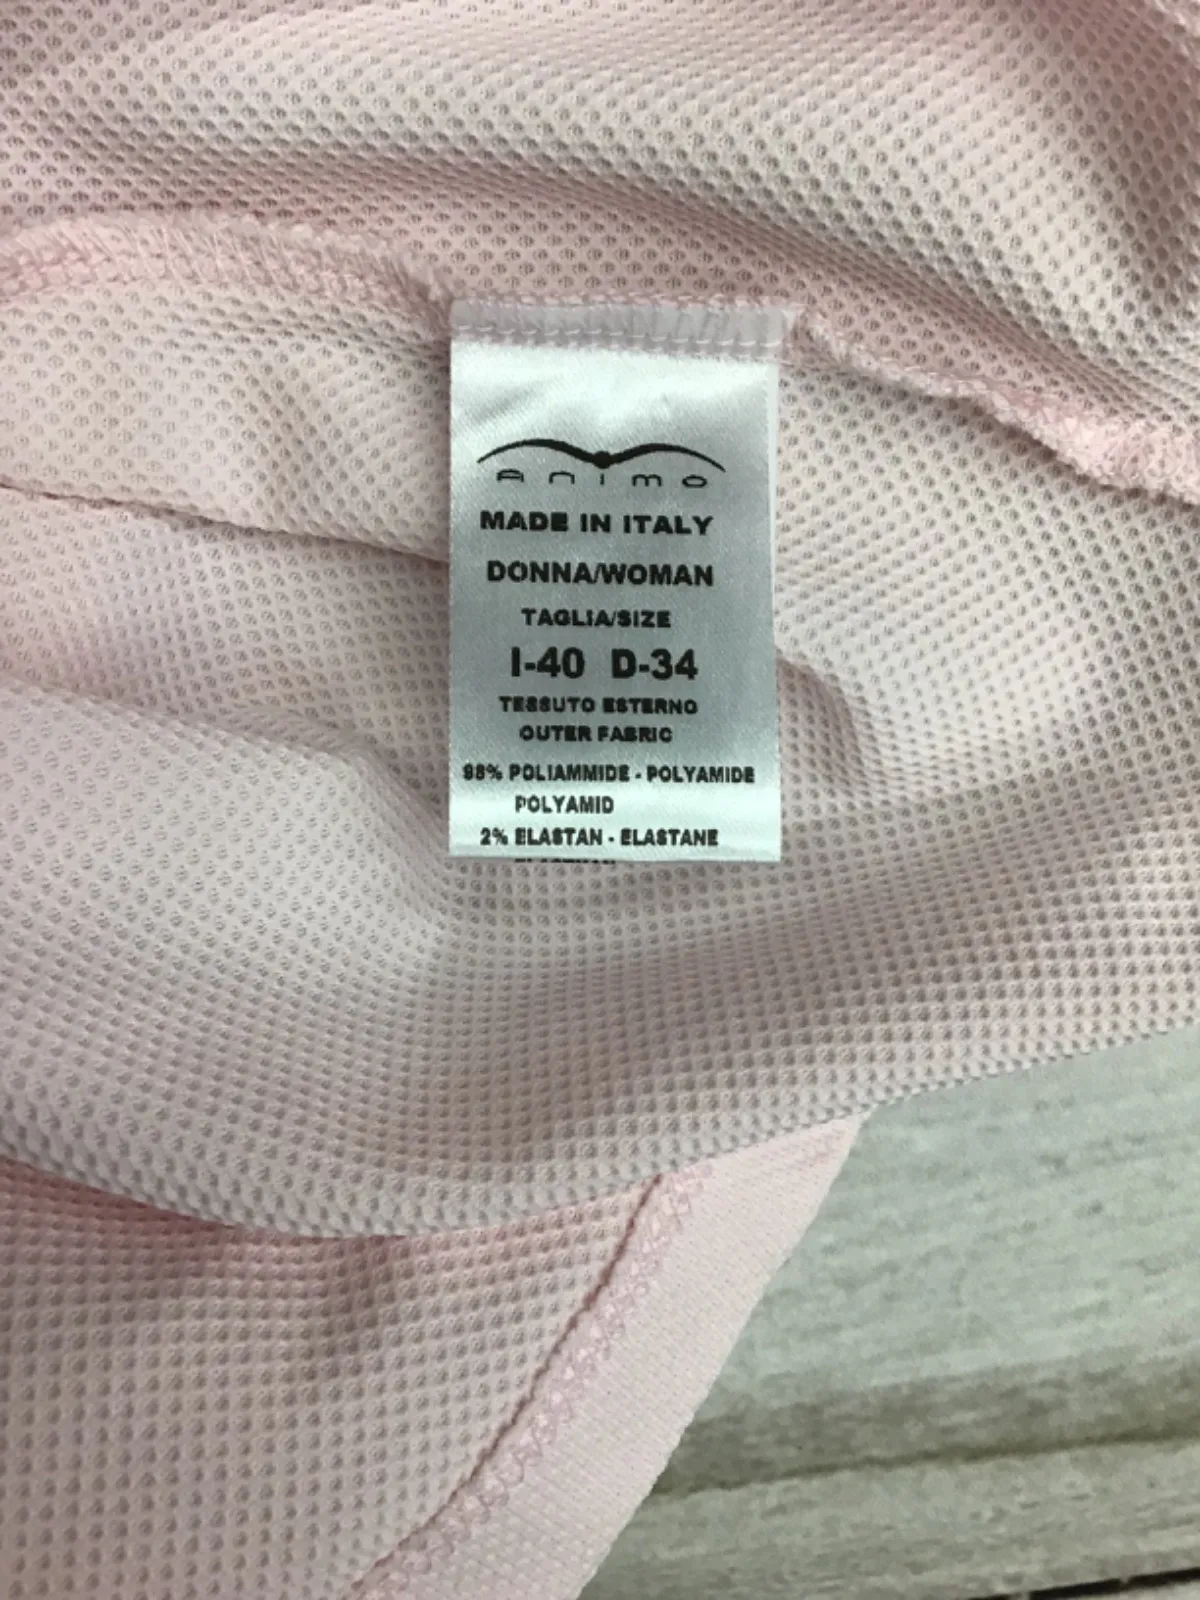 Animo
MADE IN ITALY
DONNA/WOMAN
TAGLIA/SIZE
I-40 D-34
TESSUTO ESTERNO
OUTER FABRIC
98% POLIAMMIDE - POLYAMIDE
POLYAMID
2% ELASTAN - ELASTANE